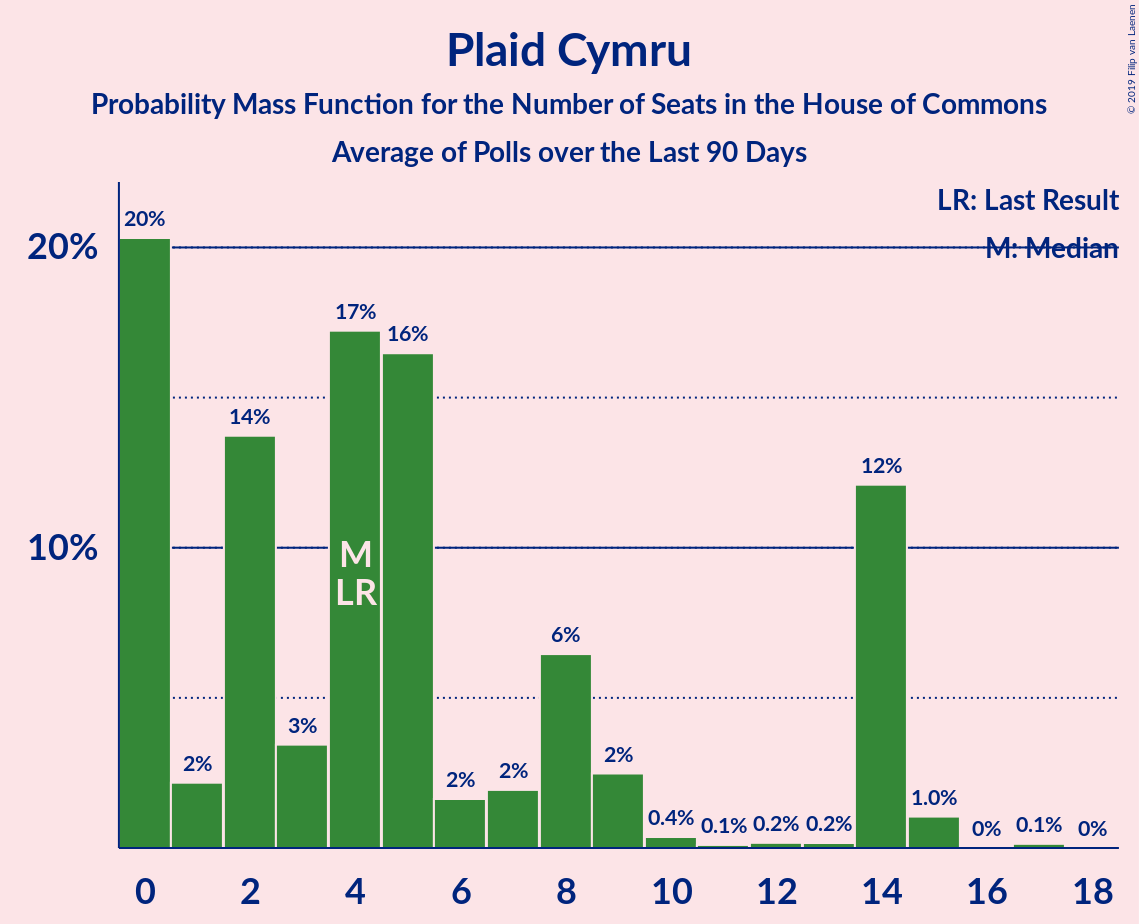 Plaid Cymru
Probability Mass Function for the Number of Seats in the House of Commons
Average of Polls over the Last 90 Days
© 2019 Filip van Laenen
LR: Last Result
M: Median
20%
10%
20%
2%
14%
3%
17%
16%
2%
2%
6%
2%
0.4%
0.1%
0.2%
0.2%
12%
1.0%
0%
0.1%
0%
M
LR
0 2 4 6 8 10 12 14 16 18